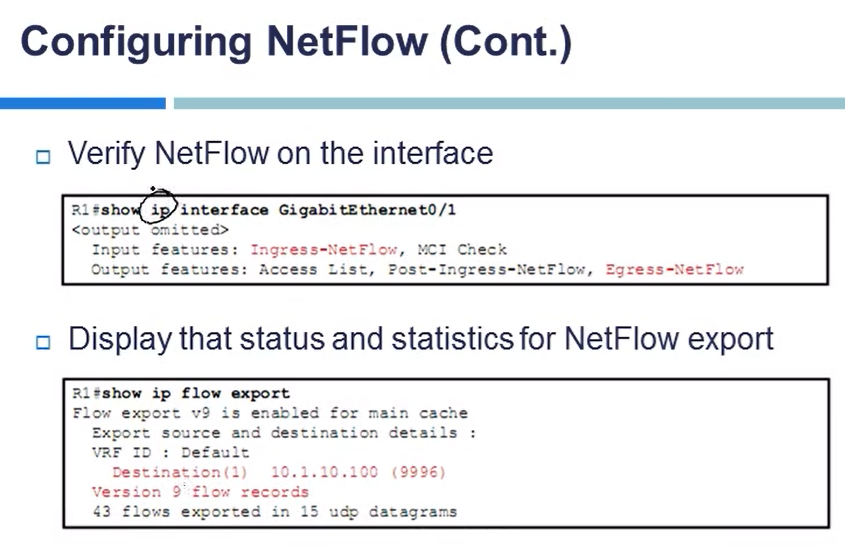 Configuring NetFlow (Cont.)
Verify NetFlow on the interface
R1#show ip interface GigabitEthernet0/1
<output omitted>
Input features: Ingress-NetFlow, MCI Check
Output features: Access List, Post-Ingress-NetFlow, Egress-NetFlow
Display that status and statistics for NetFlow export
R1#show ip flow export
Flow export v9 is enabled for main cache
Export source and destination details :
VRF ID : Default
Destination(1) 10.1.10.100 (9996)
Version 9 flow records
43 flows exported in 15 udp datagrams